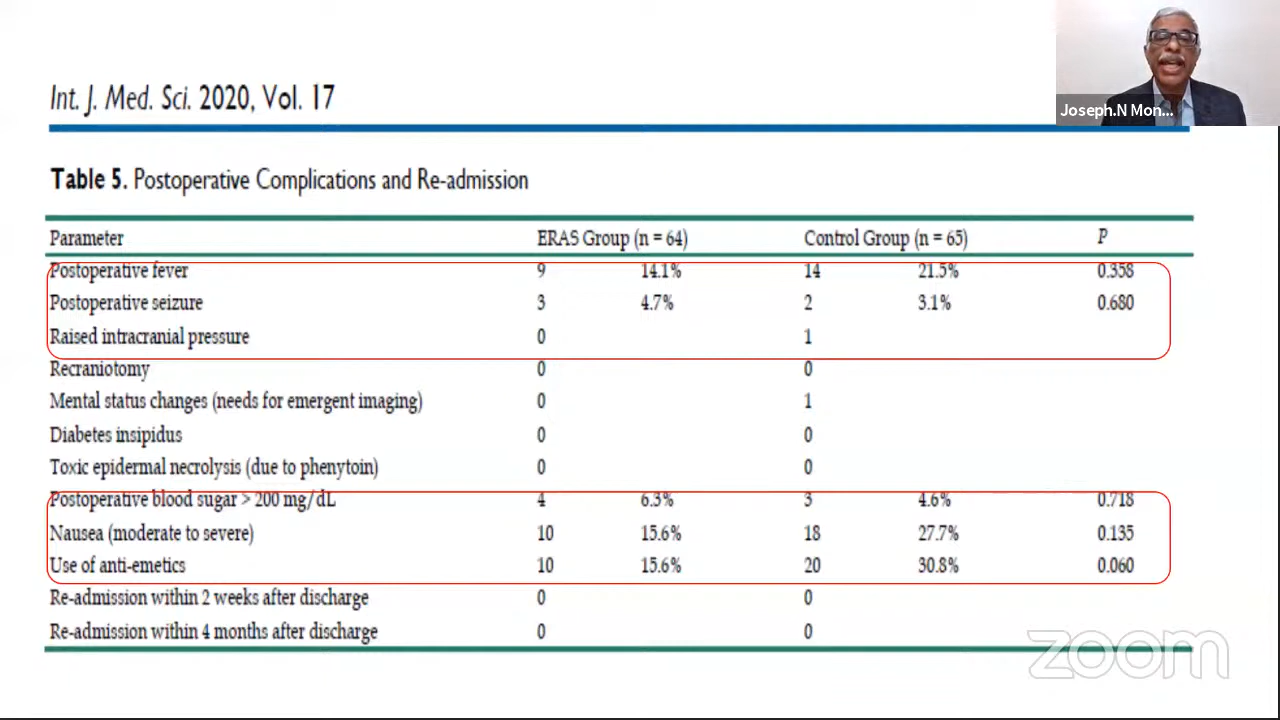 Int. J. Med. Sci. 2020, Vol. 17
Joseph.N Mon...
Table 5. Postoperative Complications and Re-admission
Parameter ERAS Group (n = 64) Control Group (n = 65) P
Postoperative fever 9 14.1% 14 21.5% 0.358
Postoperative seizure 3 4.7% 2 3.1% 0.680
Raised intracranial pressure 0 1
Recraniotomy 0 0
Mental status changes (needs for emergent imaging) 0 1
Diabetes insipidus 0 0
Toxic epidermal necrolysis (due to phenytoin) 0 0
Postoperative blood sugar > 200 mg/dL 4 6.3% 3 4.6% 0.718
Nausea (moderate to severe) 10 15.6% 18 27.7% 0.135
Use of anti-emetics 10 15.6% 20 30.8% 0.060
Re-admission within 2 weeks after discharge 0 0
Re-admission within 4 months after discharge 0 0
zoom